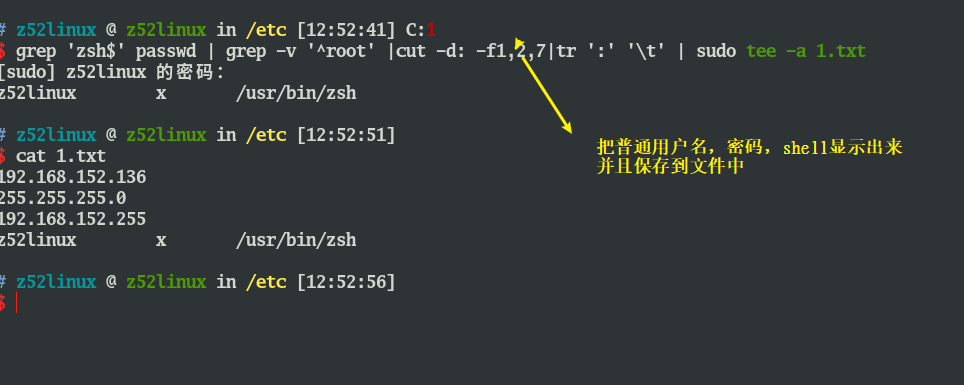 # z52linux @ z52linux in /etc [12:52:41] C:1
$ grep 'zsh$' passwd | grep -v '^root' |cut -d: -f1,2,7|tr ':' '\t' | sudo tee -a 1.txt
[sudo] z52linux 的密码：
z52linux x /usr/bin/zsh
# z52linux @ z52linux in /etc [12:52:51]
$ cat 1.txt
192.168.152.136
255.255.255.0
192.168.152.255
z52linux x /usr/bin/zsh
# z52linux @ z52linux in /etc [12:52:56]
$
把普通用户名，密码，shell显示出来
并且保存到文件中